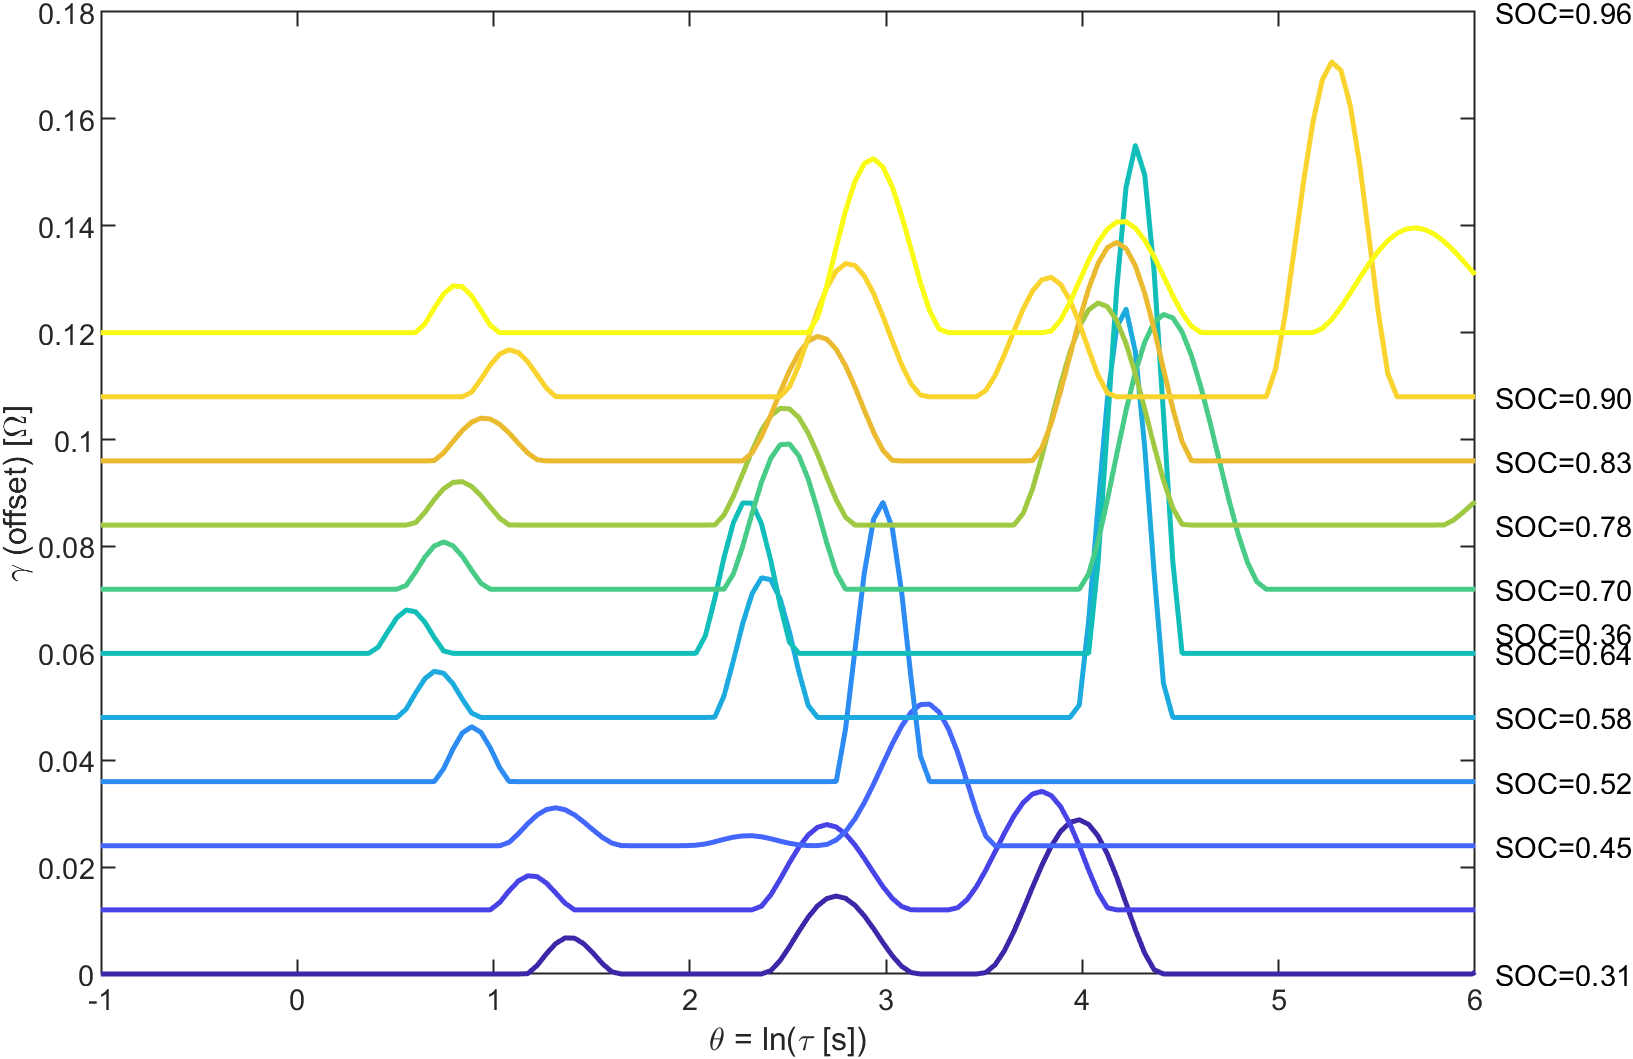 0.18
0.16
0.14
0.12
0.1
0.08
0.06
0.04
0.02
0
γ (offset) [Ω]
-1 0 1 2 3 4 5 6
θ = ln(τ [s])
SOC=0.96
SOC=0.90
SOC=0.83
SOC=0.78
SOC=0.70
SOC=0.36
SOC=0.64
SOC=0.58
SOC=0.52
SOC=0.45
SOC=0.31